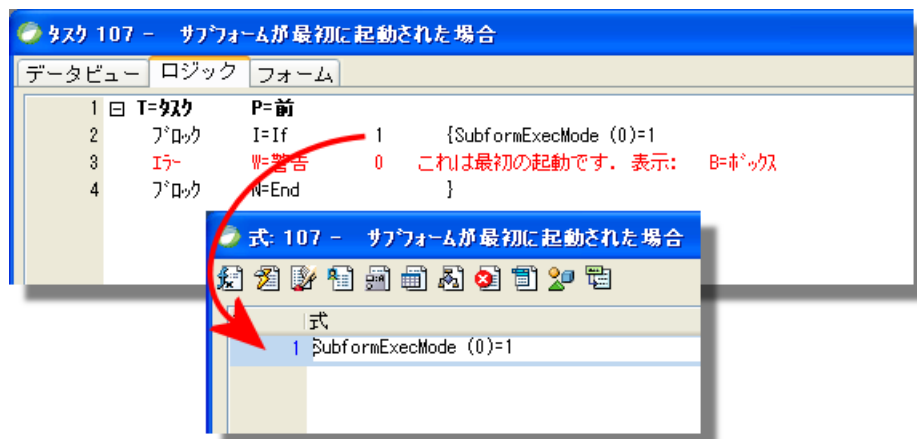 タスク 107 - サブフォームが最初に起動された場合
データビュー ロジック フォーム
1 T=タスク P=前
2 ブロック I=If 1 {SubformExecMode (0)=1
3 エラー W=警告 0 これは最初の起動です. 表示: B=ボックス
4 ブロック N=End }
式: 107 - サブフォームが最初に起動された場合
式
1 SubformExecMode (0)=1